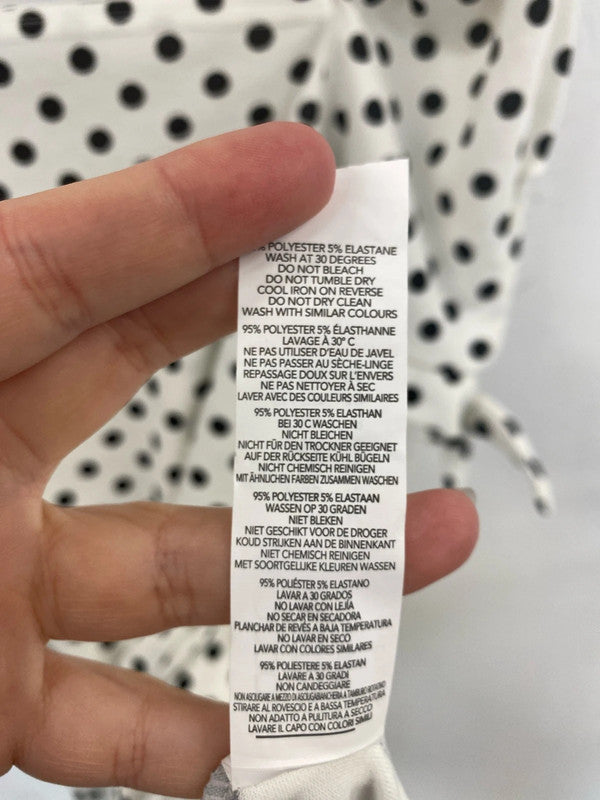 % POLYESTER 5% ELASTANE
WASH AT 30 DEGREES
DO NOT BLEACH
DO NOT TUMBLE DRY
COOL IRON ON REVERSE
DO NOT DRY CLEAN
WASH WITH SIMILAR COLOURS
95% POLYESTER 5% ÉLASTHANNE
LAVAGE À 30° C
NE PAS UTILISER D'EAU DE JAVEL
NE PAS PASSER AU SÈCHE-LINGE
REPASSAGE DOUX SUR L'ENVERS
NE PAS NETTOYER À SEC
LAVER AVEC DES COULEURS SIMILAIRES
95% POLYESTER 5% ELASTHAN
BEI 30 C WASCHEN
NICHT BLEICHEN
NICHT FÜR DEN TROCKNER GEEIGNET
AUF DER RÜCKSEITE KÜHL BÜGELN
NICHT CHEMISCH REINIGEN
MIT ÄHNLICHEN FARBEN ZUSAMMEN WASCHEN
95% POLYESTER 5% ELASTAAN
WASSEN OP 30 GRADEN
NIET BLEKEN
NIET GESCHIKT VOOR DE DROGER
KOUD STRIJKEN AAN DE BINNENKANT
NIET CHEMISCH REINIGEN
MET SOORTGELIJKE KLEUREN WASSEN
95% POLIÉSTER 5% ELASTANO
LAVAR A 30 GRADOS
NO LAVAR CON LEJÍA
NO SECAR EN SECADORA
PLANCHAR DE REVÉS A BAJA TEMPERATURA
NO LAVAR EN SECO
LAVAR CON COLORES SIMILARES
95% POLIESTERE 5% ELASTAN
LAVARE A 30 GRADI
NON CANDEGGIARE
NON ASCIUGARE A MEZZO DI ASCIUGABIANCHERIA A TAMBURO ROTATIVO
STIRARE AL ROVESCIO E A BASSA TEMPERATURA
NON ADATTO A PULITURA A SECCO
LAVARE IL CAPO CON COLORI SIMILI